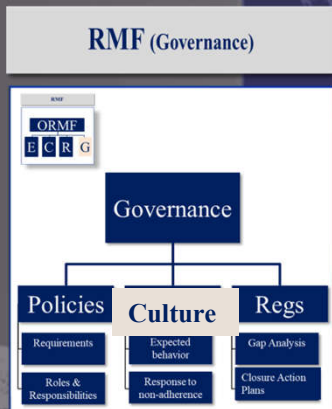 RMF (Governance)
RMF
ORMF
E C R G
Governance
Policies
Culture
Regs
Requirements
Expected
behavior
Gap Analysis
Roles &
Responsibilities
Response to
non-adherence
Closure Action
Plans